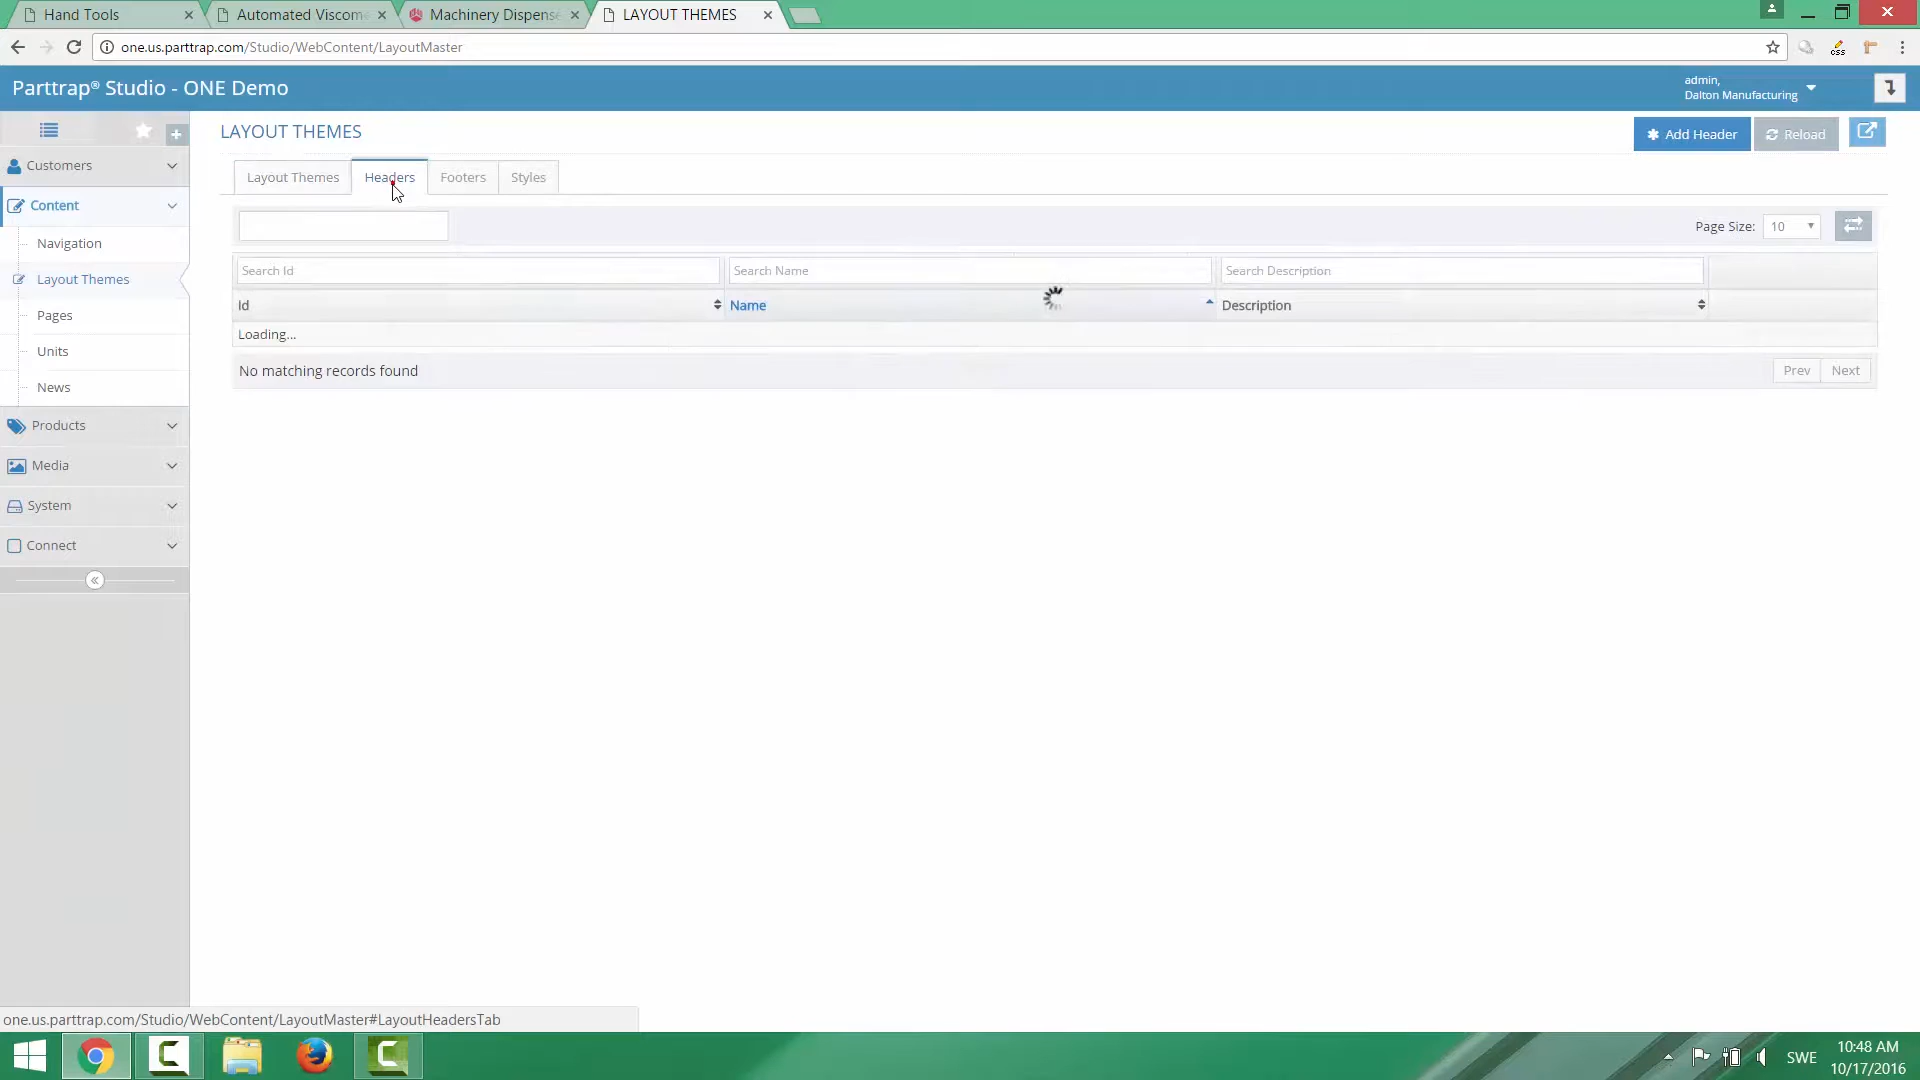 Hand Tools
Automated Viscom
Machinery Dispens
LAYOUT THEMES
one.us.parttrap.com/Studio/WebContent/LayoutMaster
css
Parttrap® Studio - ONE Demo
admin,
Dalton Manufacturing
Customers
Content
Navigation
Layout Themes
Pages
Units
News
Products
Media
System
Connect
LAYOUT THEMES
Add Header
Reload
Layout Themes
Headers
Footers
Styles
Page Size: 10
Search Id
Search Name
Search Description
Id
Name
Description
Loading...
No matching records found
Prev
Next
one.us.parttrap.com/Studio/WebContent/LayoutMaster#LayoutHeadersTab
SWE
10:48 AM
10/17/2016